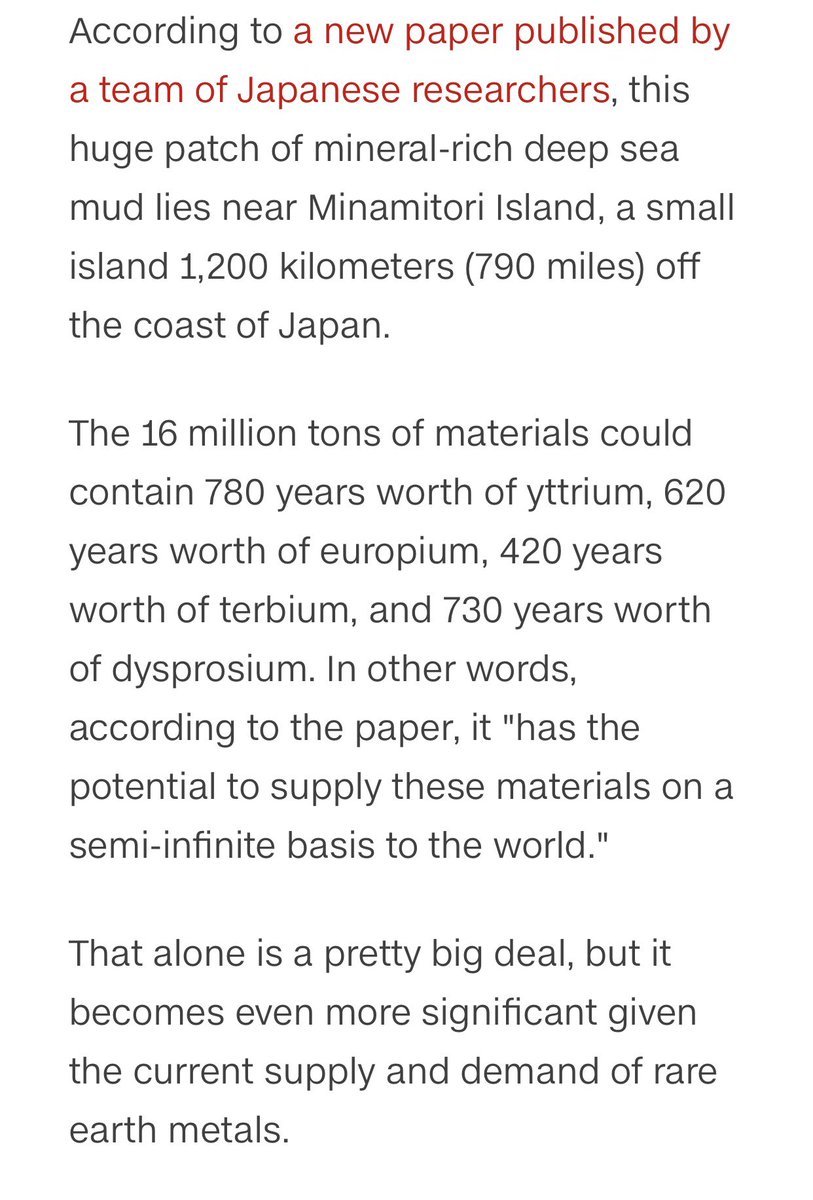 According to a new paper published by
a team of Japanese researchers, this
huge patch of mineral-rich deep sea
mud lies near Minamitori Island, a small
island 1,200 kilometers (790 miles) off
the coast of Japan.
The 16 million tons of materials could
contain 780 years worth of yttrium, 620
years worth of europium, 420 years
worth of terbium, and 730 years worth
of dysprosium. In other words,
according to the paper, it "has the
potential to supply these materials on a
semi-infinite basis to the world."
That alone is a pretty big deal, but it
becomes even more significant given
the current supply and demand of rare
earth metals.